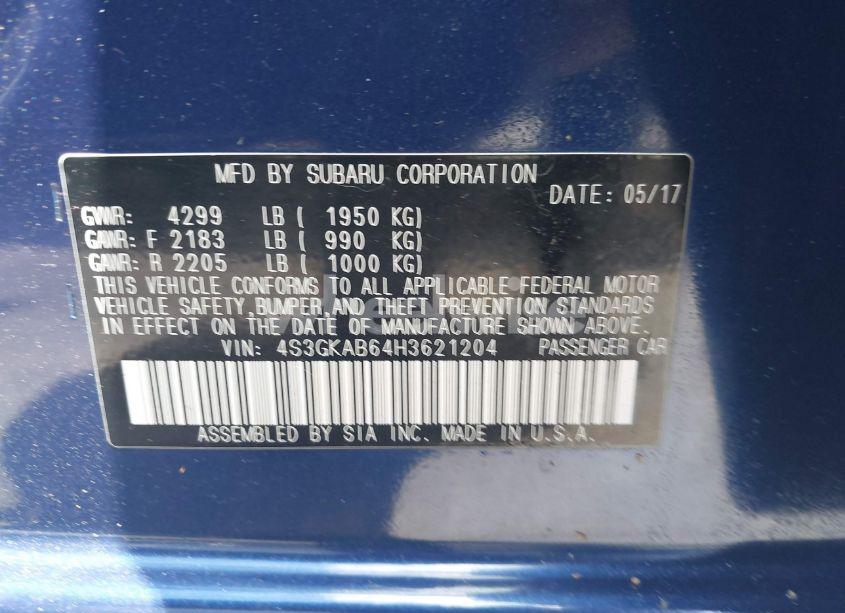 MFD BY SUBARU CORPORATION
DATE: 05/17
GVWR: 4299 LB ( 1950 KG)
GAWR: F 2183 LB ( 990 KG)
GAWR: R 2205 LB ( 1000 KG)
THIS VEHICLE CONFORMS TO ALL APPLICABLE FEDERAL MOTOR
VEHICLE SAFETY,BUMPER,AND THEFT PREVENTION STANDARDS
IN EFFECT ON THE DATE OF MANUFACTURE SHOWN ABOVE.
VIN: 4S3GKAB64H3621204 PASSENGER CAR
ASSEMBLED BY SIA INC. MADE IN U.S.A.